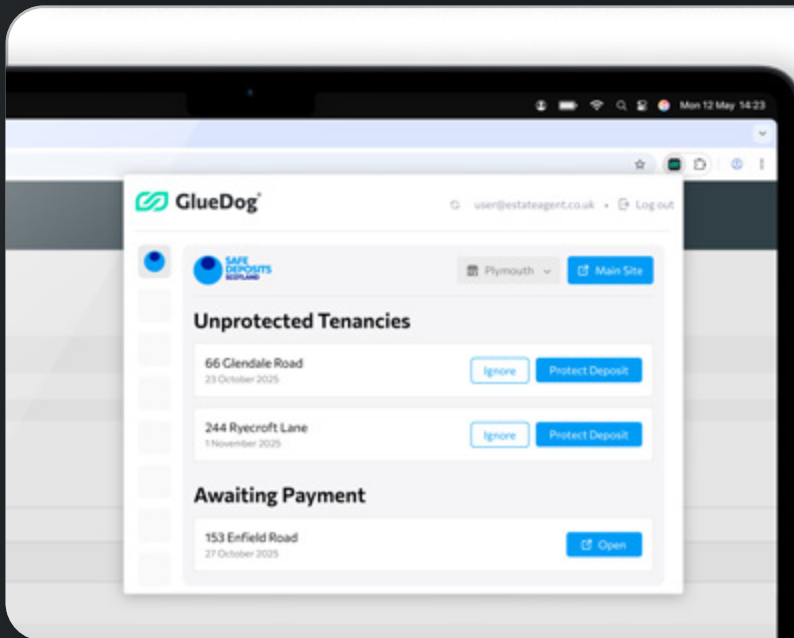 Mon 12 May 14:23
GlueDog®
user@estateagent.co.uk • Log out
SAFE
DEPOSITS
SCOTLAND
Plymouth
Main Site
Unprotected Tenancies
66 Glendale Road
23 October 2025
Ignore
Protect Deposit
244 Ryecroft Lane
1 November 2025
Ignore
Protect Deposit
Awaiting Payment
153 Enfield Road
27 October 2025
Open